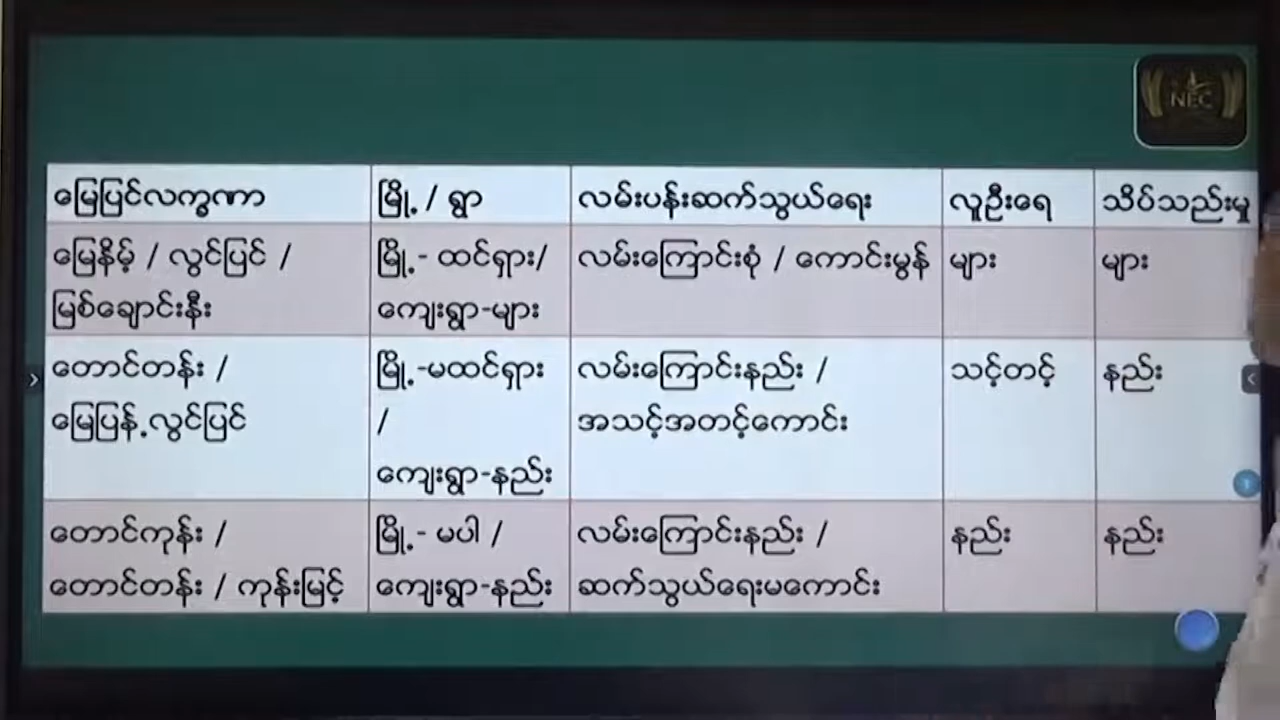 NEC
မြေပြင်လက္ခဏာ
မြို့ / ရွာ
လမ်းပန်းဆက်သွယ်ရေး
လူဦးရေ
သိပ်သည်းမှု
မြေနိမ့် / လွင်ပြင် /
မြစ်ချောင်းနီး
မြို့- ထင်ရှား/
ကျေးရွာ-များ
လမ်းကြောင်းစုံ / ကောင်းမွန်
များ
များ
တောင်တန်း /
မြေပြန့်လွင်ပြင်
မြို့-မထင်ရှား
/
ကျေးရွာ-နည်း
လမ်းကြောင်းနည်း /
အသင့်အတင့်ကောင်း
သင့်တင့်
နည်း
တောင်ကုန်း /
တောင်တန်း / ကုန်းမြင့်
မြို့- မပါ /
ကျေးရွာ-နည်း
လမ်းကြောင်းနည်း /
ဆက်သွယ်ရေးမကောင်း
နည်း
နည်း